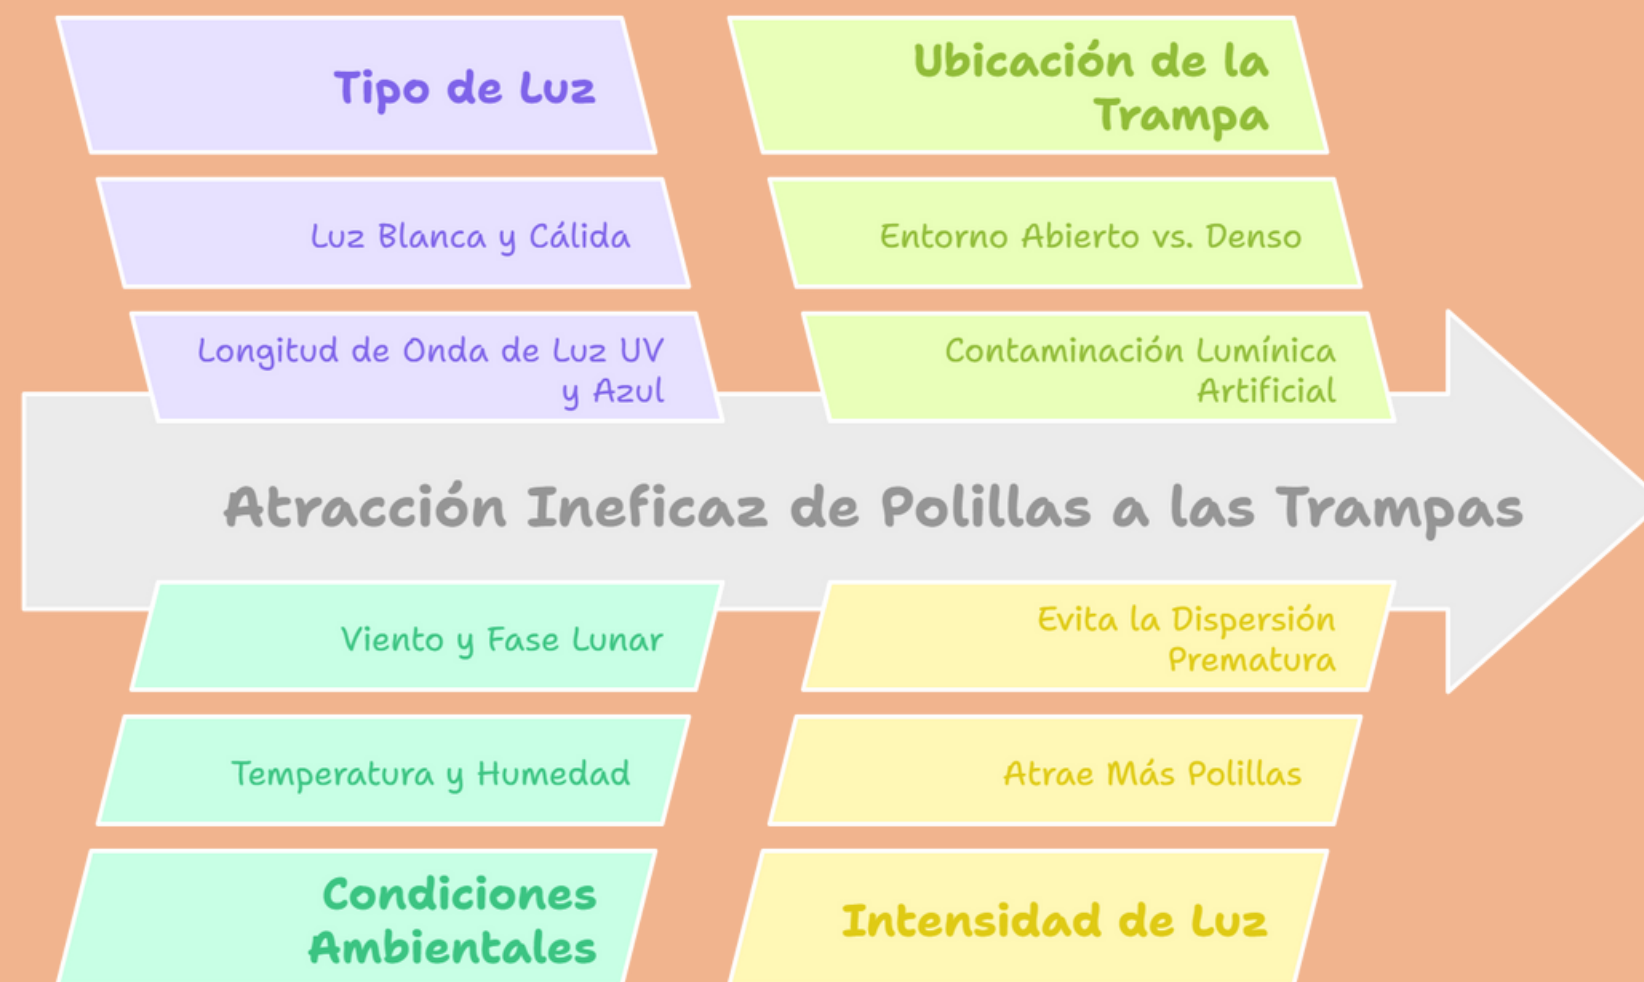 Tipo de Luz
Luz Blanca y Cálida
Longitud de Onda de Luz UV
y Azul
Ubicación de la
Trampa
Entorno Abierto vs. Denso
Contaminación Lumínica
Artificial
Atracción Ineficaz de Polillas a las Trampas
Viento y Fase Lunar
Temperatura y Humedad
Condiciones
Ambientales
Evita la Dispersión
Prematura
Atrae Más Polillas
Intensidad de Luz